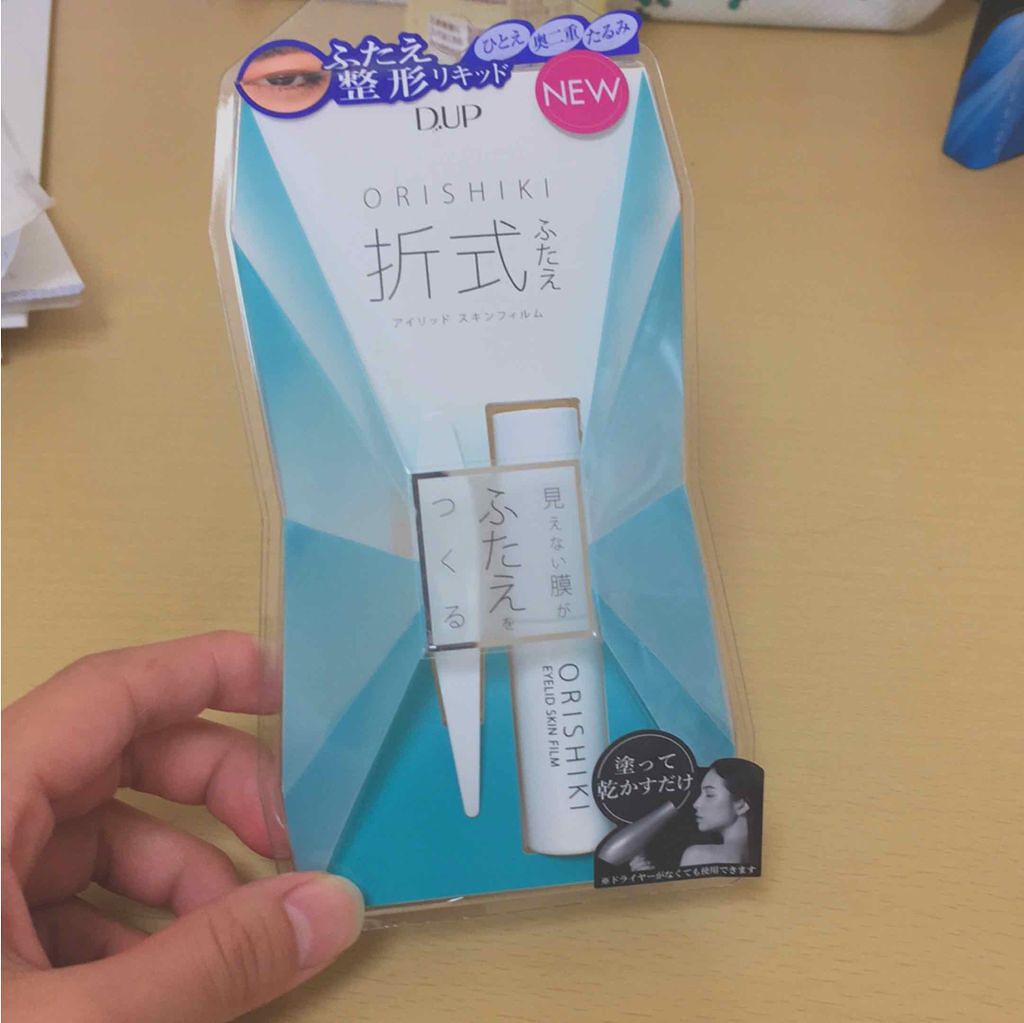 ふたえ
整形リキッド
ひとえ
奥二重
たるみ
NEW
D.UP
ORISHIKI
折式
ふたえ
アイリッド スキンフィルム
見えない膜が
ふたえを
つくる
ORISHIKI
EYELID SKIN FILM
塗って
乾かすだけ
※ドライヤーがなくても使用できます